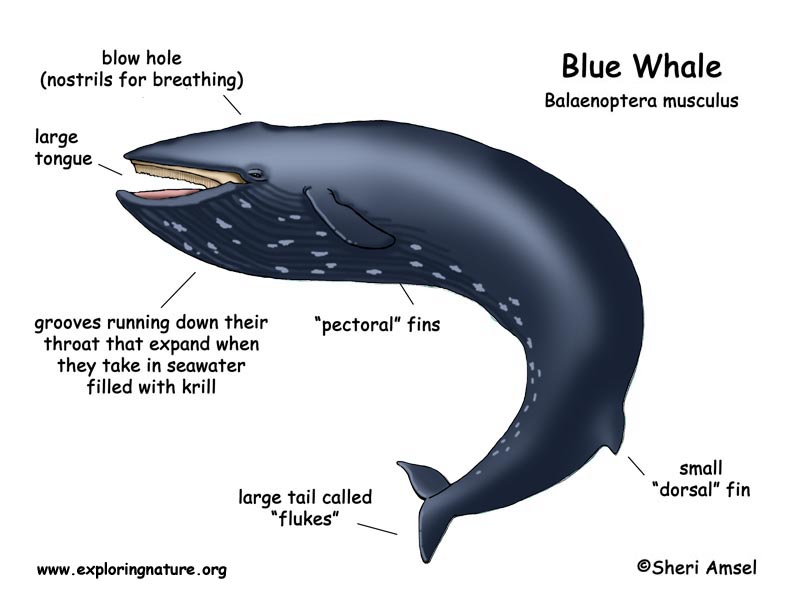 Blue Whale
Balaenoptera musculus
blow hole
(nostrils for breathing)
large
tongue
grooves running down their
throat that expand when
they take in seawater
filled with krill
“pectoral” fins
small
“dorsal” fin
large tail called
“flukes”
www.exploringnature.org
©Sheri Amsel